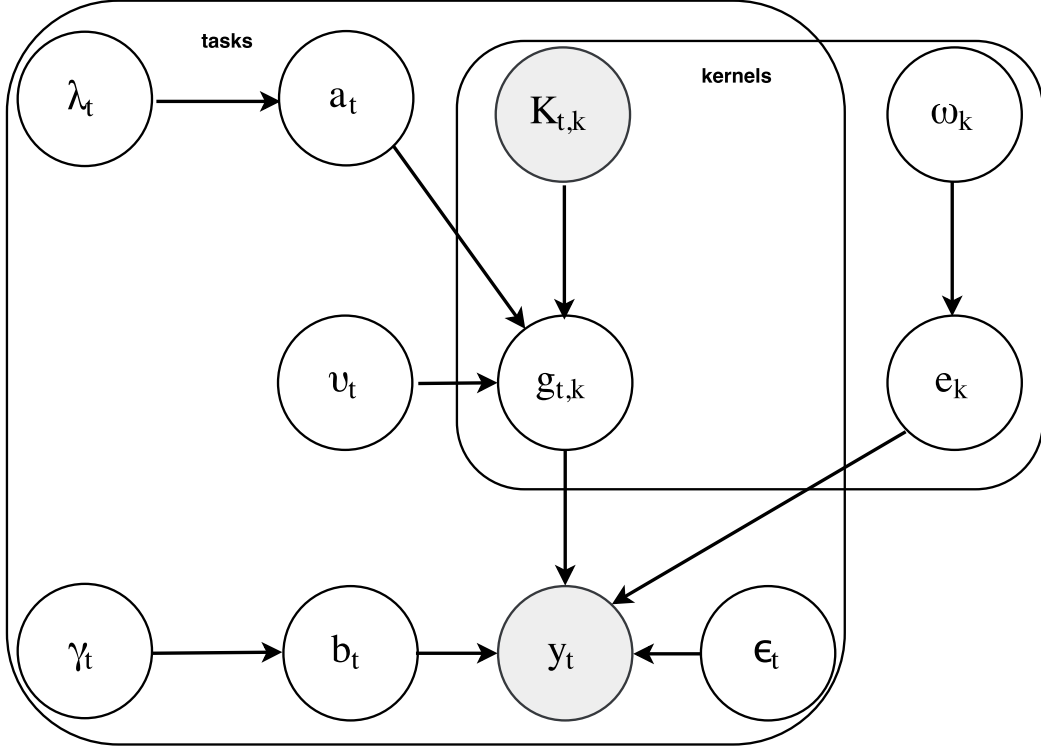 tasks
kernels
λt
at
Kt,k
ωk
υt
gt,k
ek
γt
bt
yt
ϵt